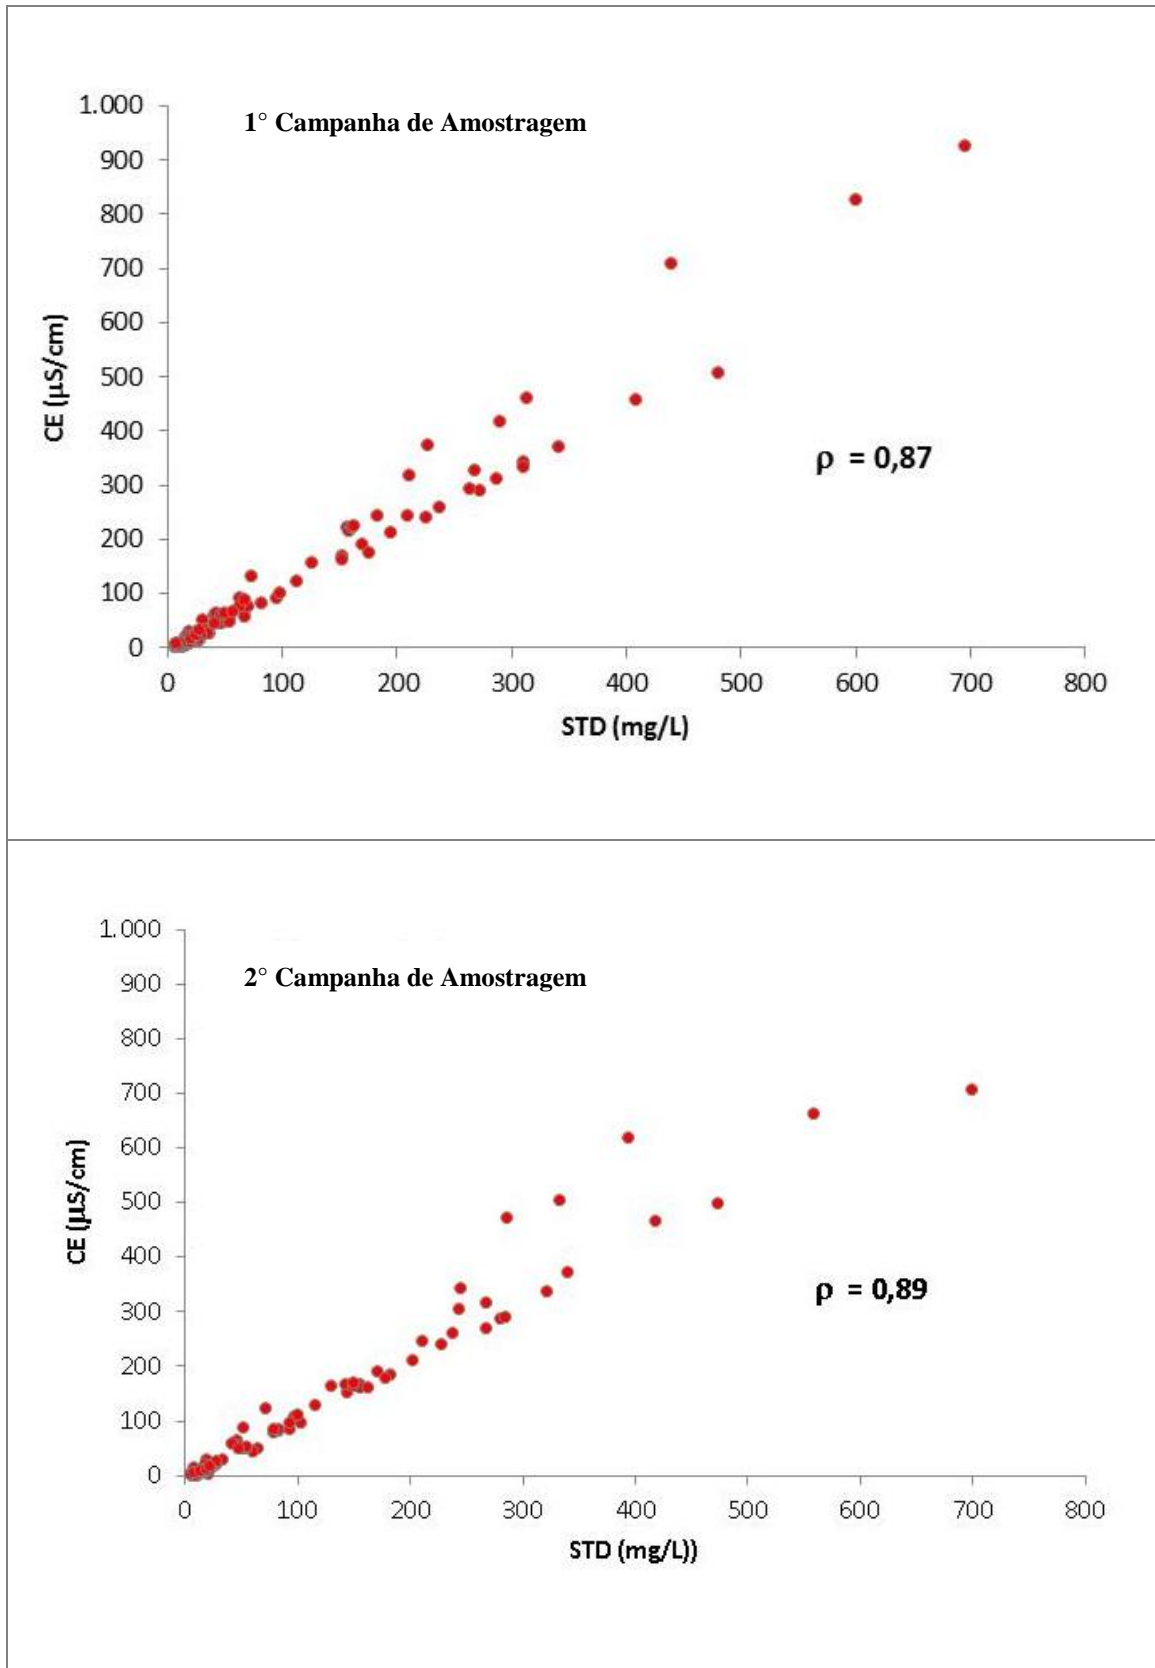 1° Campanha de Amostragem
1.000
900
800
700
600
500
400
300
200
100
0
CE (µS/cm)
ρ = 0,87
0 100 200 300 400 500 600 700 800
STD (mg/L)
2° Campanha de Amostragem
1.000
900
800
700
600
500
400
300
200
100
0
CE (µS/cm)
ρ = 0,89
0 100 200 300 400 500 600 700 800
STD (mg/L))